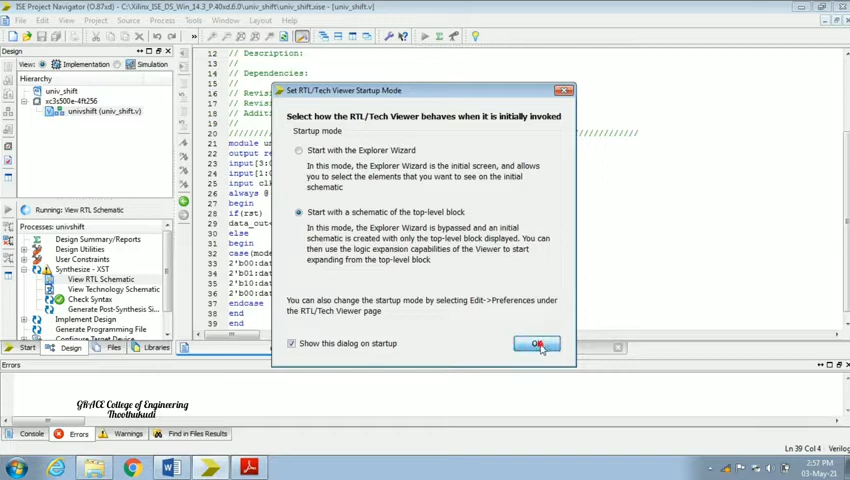 ISE Project Navigator (O.87xd) - C:\Xilinx_ISE_DS_Win_14.3_P.40xd.6.0\univ_shift\univ_shift.xise - [univ_shift.v]
File Edit View Project Source Process Tools Window Layout Help
Design
View: Implementation Simulation
Hierarchy
univ_shift
xc3s500e-4ft256
univshift (univ_shift.v)
Running: View RTL Schematic
Processes: univshift
Design Summary/Reports
Design Utilities
User Constraints
Synthesize - XST
View RTL Schematic
View Technology Schematic
Check Syntax
Generate Post-Synthesis Si...
Implement Design
Generate Programming File
Start Design Files Libraries
12 // Description:
13 //
14 // Dependencies:
15 //
16 // Revis
17 // Revis
18 // Addit
19 //
20
21 module u
22 output re
23 input[3:0
24 input[1:0
25 input cl
26 always @
27 begin
28 if(rst)
29 data_out<
30 else
31 begin
32 case(mod
33 2'b00:dat
34 2'b01:dat
35 2'b10:dat
36 2'b11:dat
37 endcase
38 end
39 end
Set RTL/Tech Viewer Startup Mode
Select how the RTL/Tech Viewer behaves when it is initially invoked
Startup mode
Start with the Explorer Wizard
In this mode, the Explorer Wizard is the initial screen, and allows
you to select the elements that you want to see on the initial
schematic
Start with a schematic of the top-level block
In this mode, the Explorer Wizard is bypassed and an initial
schematic is created with only the top-level block displayed. You can
then use the logic expansion capabilities of the Viewer to start
expanding from the top-level block
You can also change the startup mode by selecting Edit->Preferences under
the RTL/Tech Viewer page
Show this dialog on startup
OK
Errors
GRACE College of Engineering
Thoothukudi
Console Errors Warnings Find in Files Results
Ln 39 Col 4 Verilog
2:57 PM
03-May-21